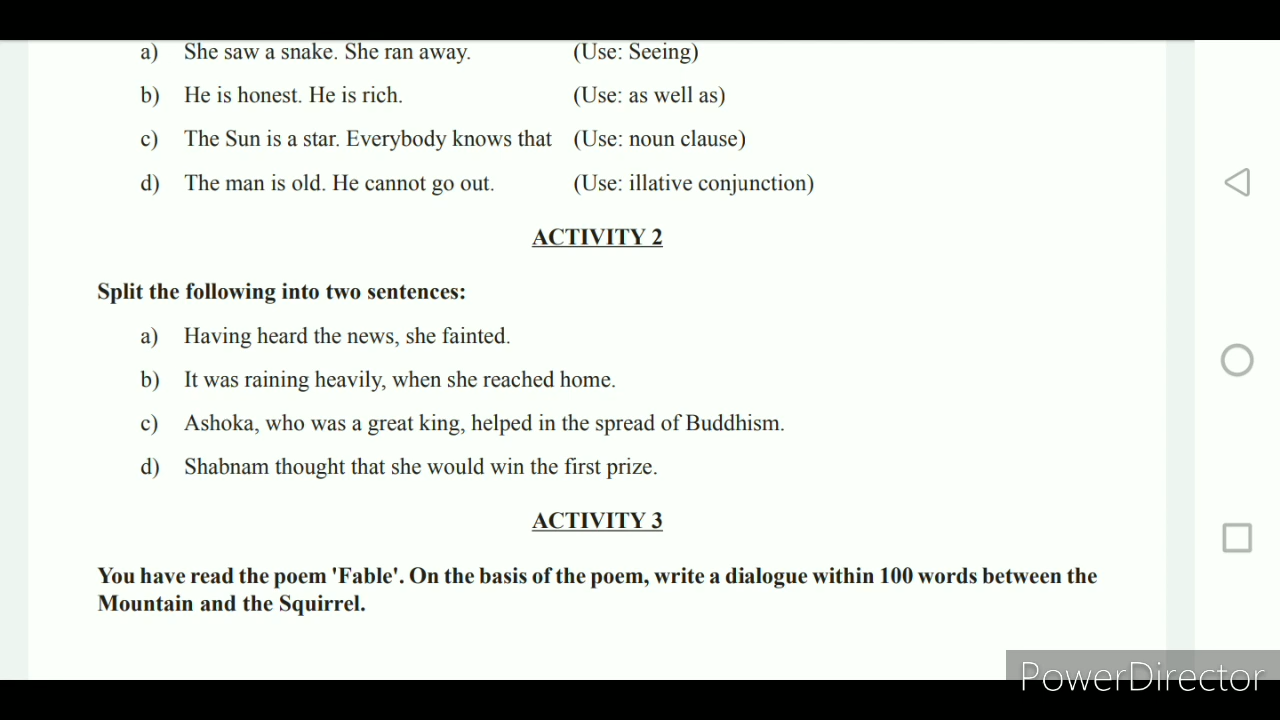 a) She saw a snake. She ran away. (Use: Seeing)
b) He is honest. He is rich. (Use: as well as)
c) The Sun is a star. Everybody knows that (Use: noun clause)
d) The man is old. He cannot go out. (Use: illative conjunction)
ACTIVITY 2
Split the following into two sentences:
a) Having heard the news, she fainted.
b) It was raining heavily, when she reached home.
c) Ashoka, who was a great king, helped in the spread of Buddhism.
d) Shabnam thought that she would win the first prize.
ACTIVITY 3
You have read the poem 'Fable'. On the basis of the poem, write a dialogue within 100 words between the
Mountain and the Squirrel.
PowerDirector